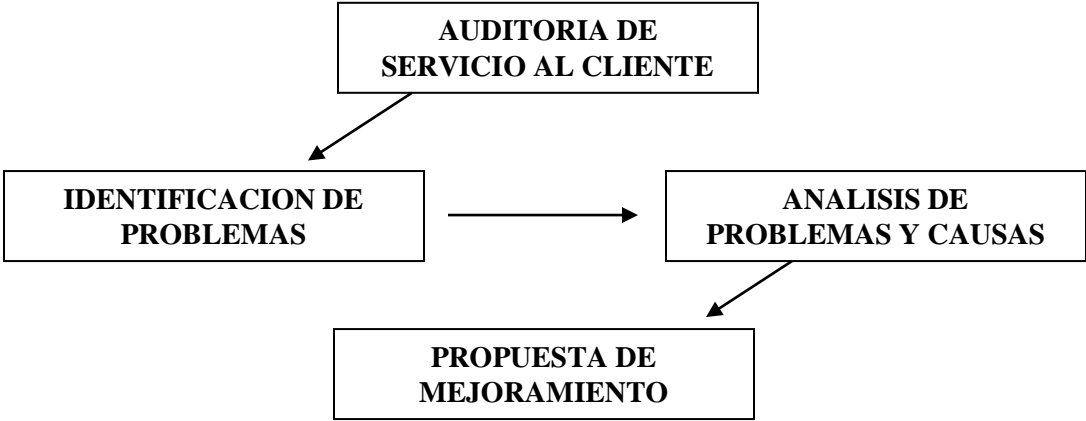 AUDITORIA DE
SERVICIO AL CLIENTE
IDENTIFICACION DE
PROBLEMAS
ANALISIS DE
PROBLEMAS Y CAUSAS
PROPUESTA DE
MEJORAMIENTO